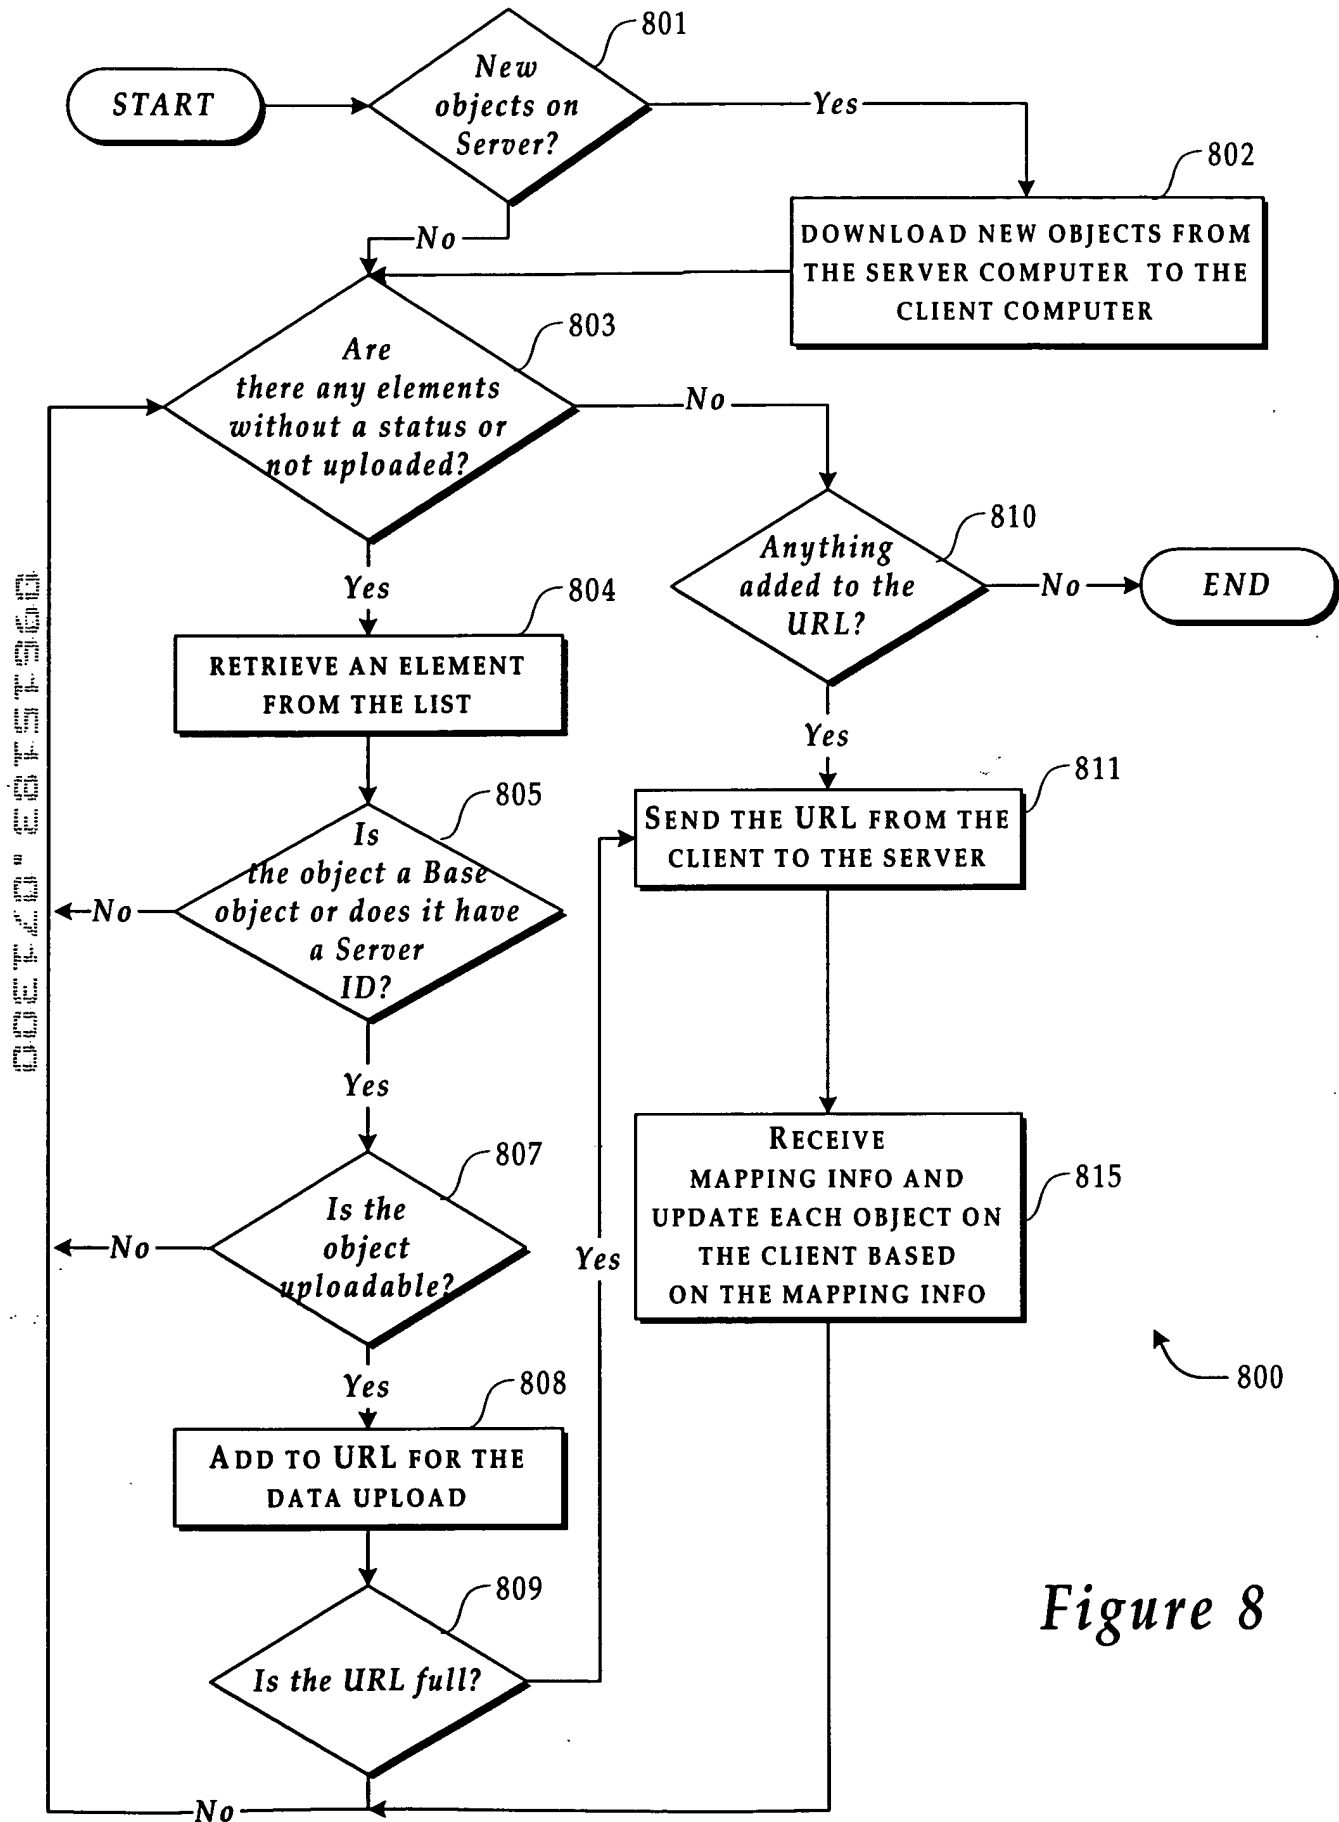 801
START
New
objects on
Server?
Yes
802
DOWNLOAD NEW OBJECTS FROM
THE SERVER COMPUTER TO THE
CLIENT COMPUTER
No
803
Are
there any elements
without a status or
not uploaded?
No
810
Anything
added to the
URL?
No
END
Yes
804
RETRIEVE AN ELEMENT
FROM THE LIST
Yes
811
SEND THE URL FROM THE
CLIENT TO THE SERVER
805
Is
the object a Base
object or does it have
a Server
ID?
No
Yes
807
Is the
object
uploadable?
No
Yes
RECEIVE
MAPPING INFO AND
UPDATE EACH OBJECT ON
THE CLIENT BASED
ON THE MAPPING INFO
815
800
Yes
808
ADD TO URL FOR THE
DATA UPLOAD
809
Is the URL full?
No
Figure 8